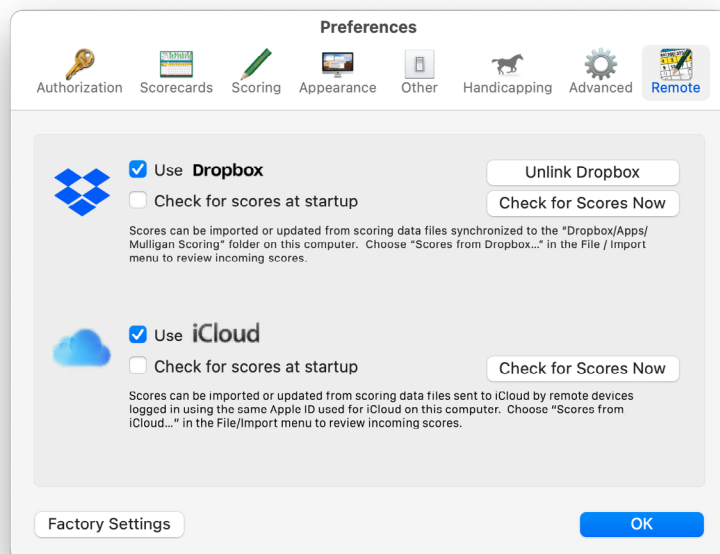 Preferences
Authorization Scorecards Scoring Appearance Other Handicapping Advanced Remote
Use Dropbox
Unlink Dropbox
Check for scores at startup
Check for Scores Now
Scores can be imported or updated from scoring data files synchronized to the “Dropbox/Apps/
Mulligan Scoring” folder on this computer. Choose “Scores from Dropbox...” in the File / Import
menu to review incoming scores.
Use iCloud
Check for scores at startup
Check for Scores Now
Scores can be imported or updated from scoring data files sent to iCloud by remote devices
logged in using the same Apple ID used for iCloud on this computer. Choose “Scores from
iCloud...” in the File/Import menu to review incoming scores.
Factory Settings
OK